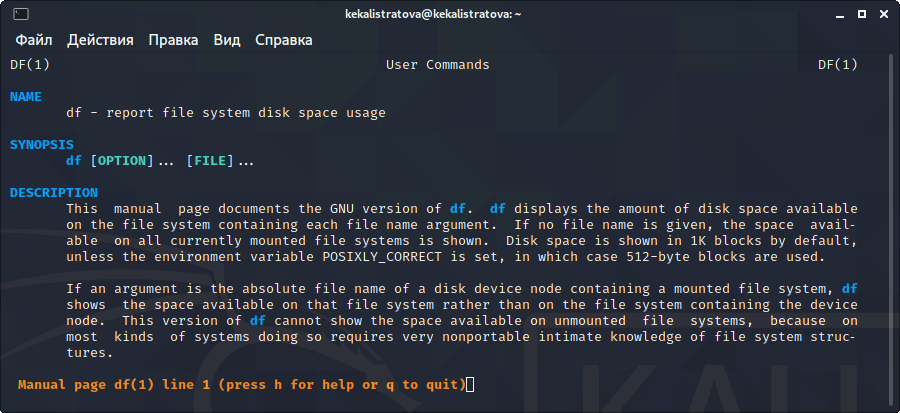 kekalistratova@kekalistratova: ~
Файл Действия Правка Вид Справка
DF(1) User Commands DF(1)
NAME
df - report file system disk space usage
SYNOPSIS
df [OPTION]... [FILE]...
DESCRIPTION
This manual page documents the GNU version of df. df displays the amount of disk space available
on the file system containing each file name argument. If no file name is given, the space avail-
able on all currently mounted file systems is shown. Disk space is shown in 1K blocks by default,
unless the environment variable POSIXLY_CORRECT is set, in which case 512-byte blocks are used.
If an argument is the absolute file name of a disk device node containing a mounted file system, df
shows the space available on that file system rather than on the file system containing the device
node. This version of df cannot show the space available on unmounted file systems, because on
most kinds of systems doing so requires very nonportable intimate knowledge of file system struc-
tures.
Manual page df(1) line 1 (press h for help or q to quit)
KALI